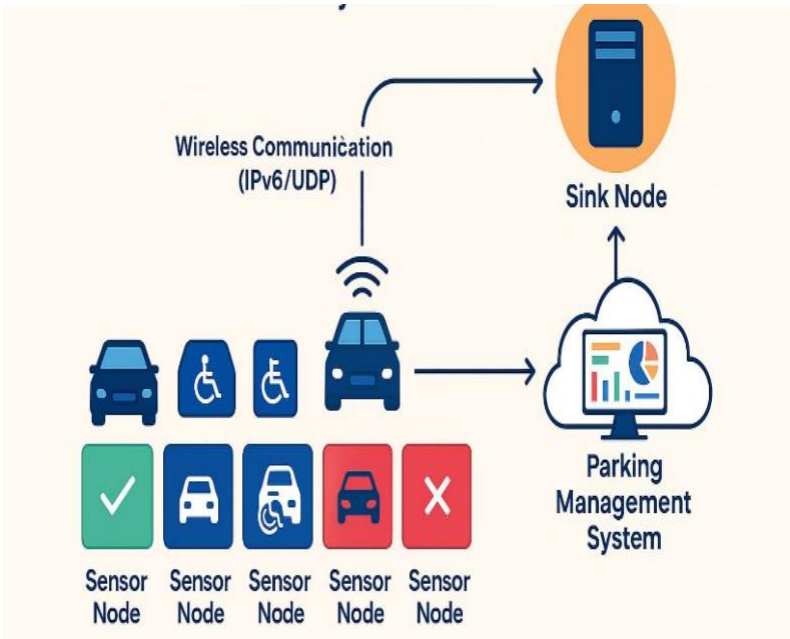 Wireless Communication
(IPv6/UDP)
Sink Node
Parking
Management
System
Sensor
Node
Sensor
Node
Sensor
Node
Sensor
Node
Sensor
Node